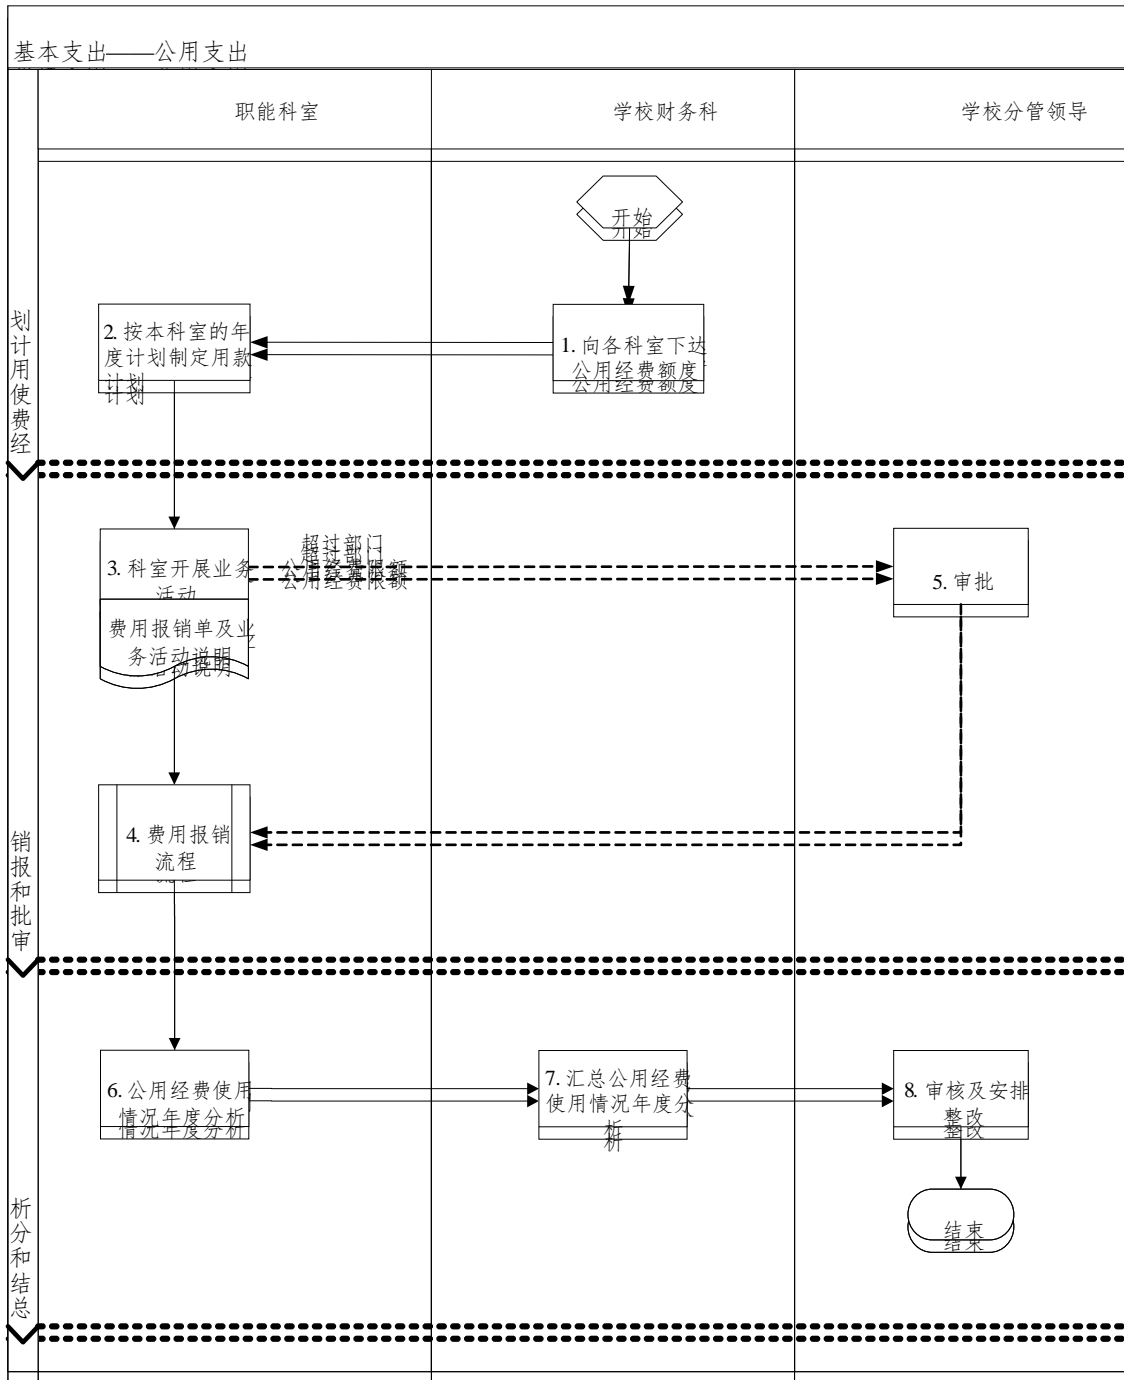 基本支出——公用支出
职能科室
学校财务科
学校分管领导
划计用使费经
开始
2. 按本科室的年
度计划制定用款
计划
1. 向各科室下达
公用经费额度
销报和批审
3. 科室开展业务
活动
超过部门
公用经费限额
5. 审批
费用报销单及业
务活动说明
4. 费用报销
流程
析分和结总
6. 公用经费使用
情况年度分析
7. 汇总公用经费
使用情况年度分
析
8. 审核及安排
整改
结束